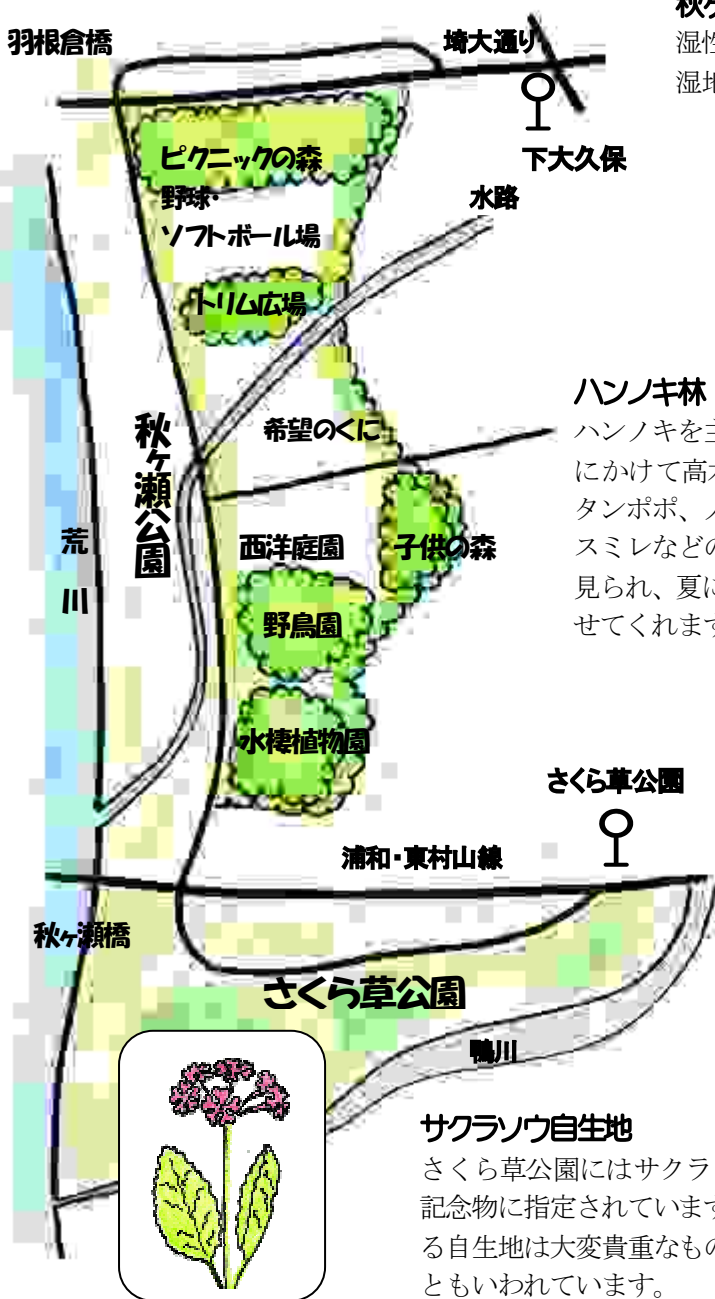 羽根倉橋
埼大通り
下大久保
ピクニックの森
野球・
ソフトボール場
水路
トリム広場
希望のくに
秋ヶ瀬公園
荒川
西洋庭園
子供の森
野鳥園
水棲植物園
さくら草公園
浦和・東村山線
秋ヶ瀬橋
さくら草公園
鴨川
湿性
湿地
ハンノキ林
ハンノキを主
にかけて高木
タンポポ、ノ
スミレなどの
見られ、夏に
せてくれます
サクラソウ自生地
さくら草公園にはサクラ
記念物に指定されています
る自生地は大変貴重なもの
ともいわれています。